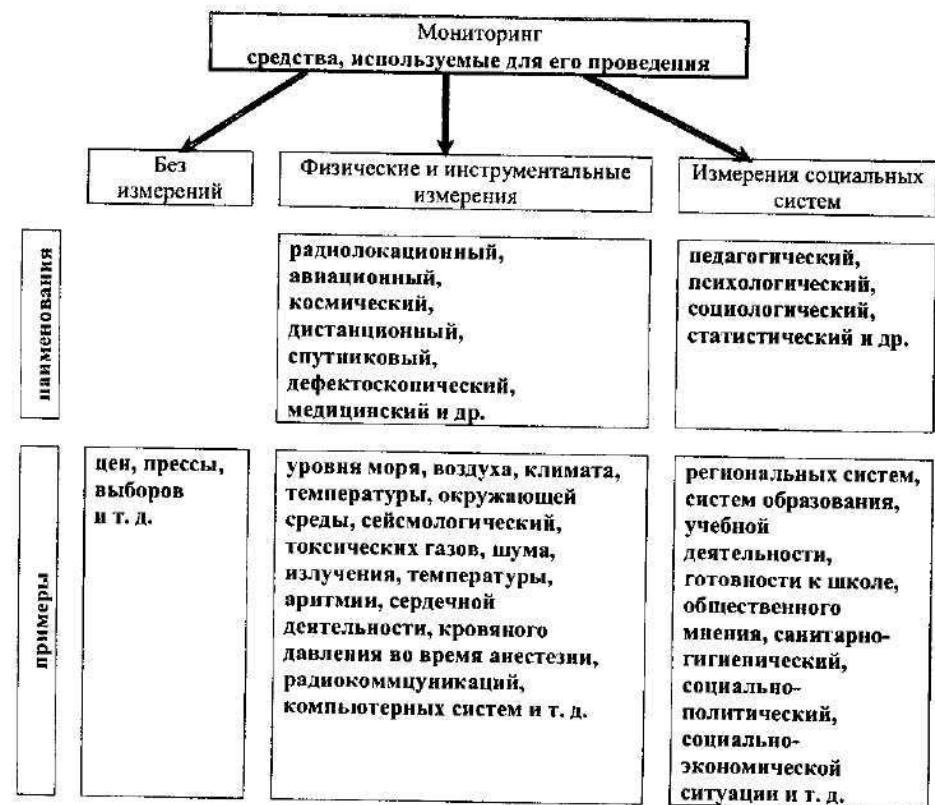 Мониторинг
средства, используемые для его проведения
Без
измерений
Физические и инструментальные
измерения
Измерения социальных
систем
наименования
радиолокационный,
авиационный,
космический,
дистанционный,
спутниковый,
дефектоскопический,
медицинский и др.
педагогический,
психологический,
социологический,
статистический и др.
примеры
цен, прессы,
выборов
и т. д.
уровня моря, воздуха, климата,
температуры, окружающей
среды, сейсмологический,
токсических газов, шума,
излучения, температуры,
аритмии, сердечной
деятельности, кровяного
давления во время анестезии,
радиокоммцуникаций,
компьютерных систем и т. д.
региональных систем,
систем образования,
учебной
деятельности,
готовности к школе,
общественного
мнения, санитарно-
гигиенический,
социально-
политический,
социально-
экономической
ситуации и т. д.